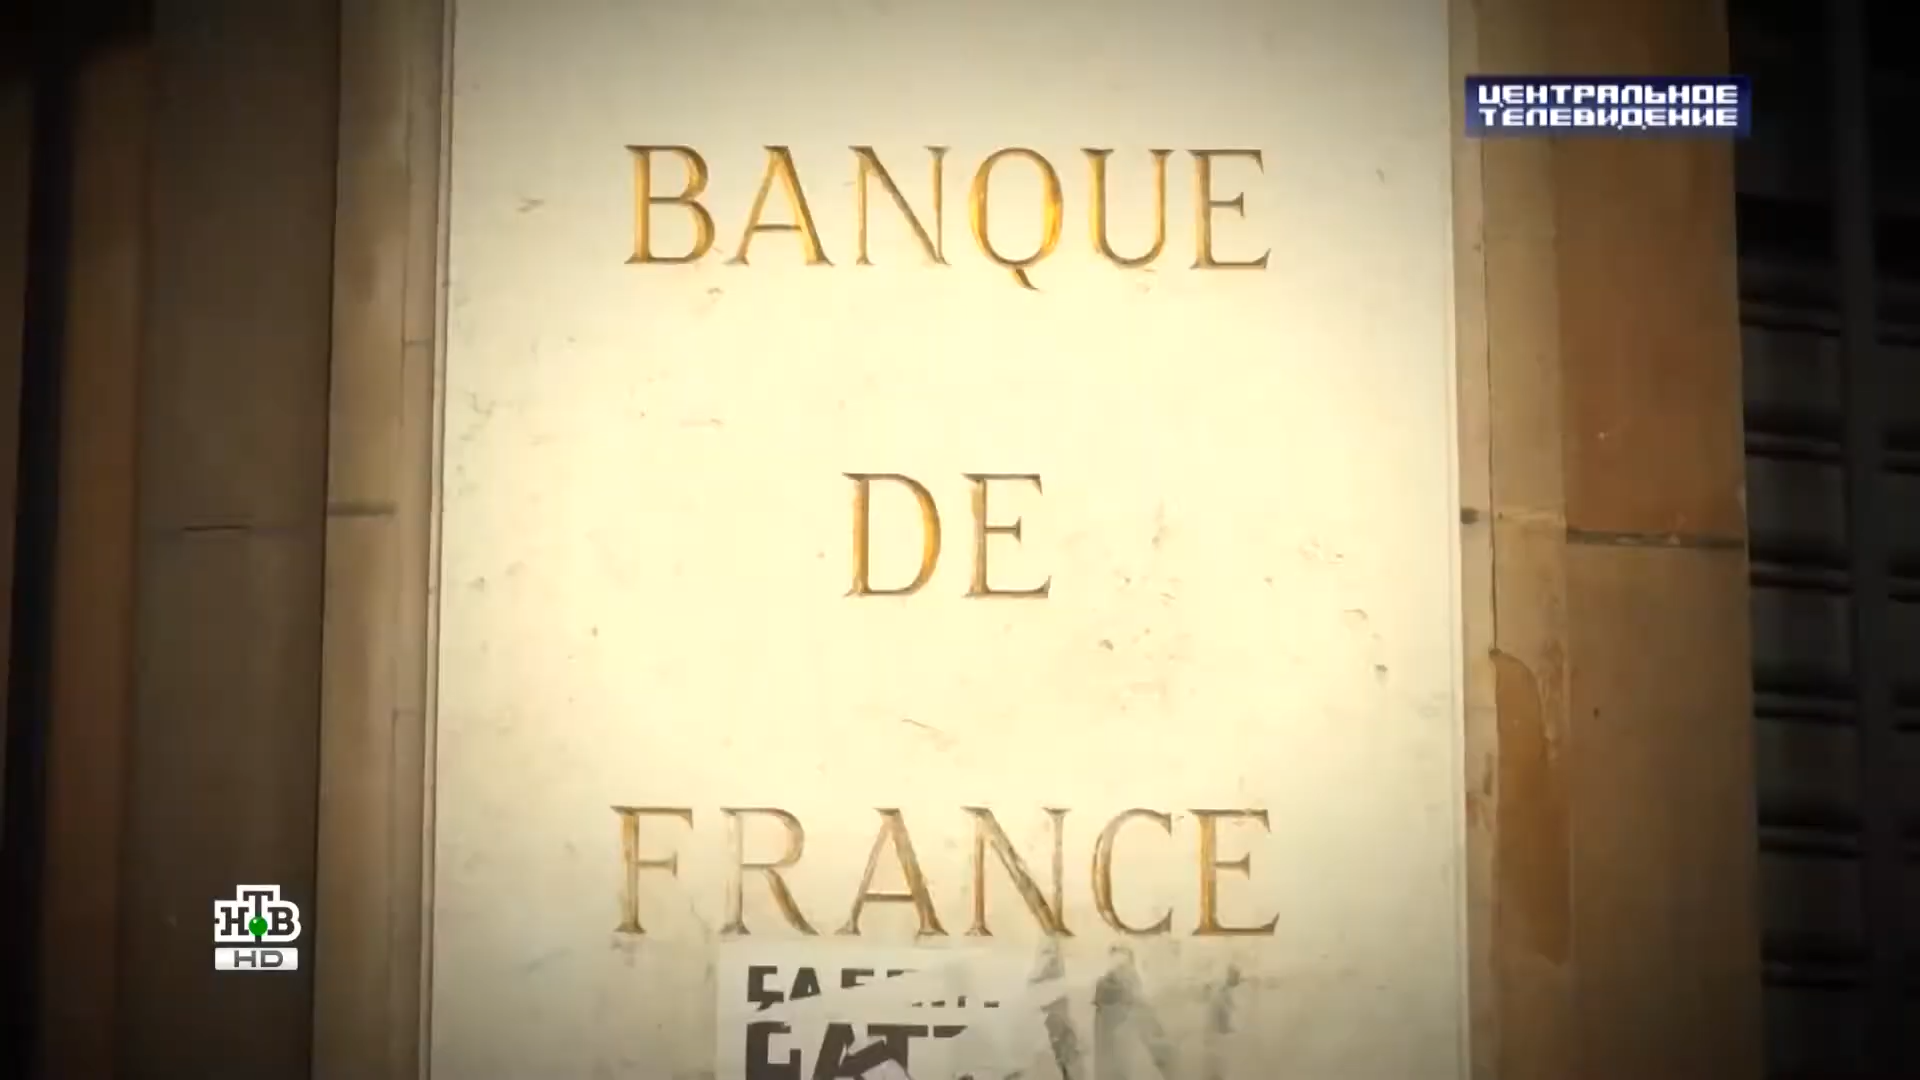 ЦЕНТРАЛЬНОЕ
ТЕЛЕВИДЕНИЕ
BANQUE
DE
FRANCE
НТВ
HD